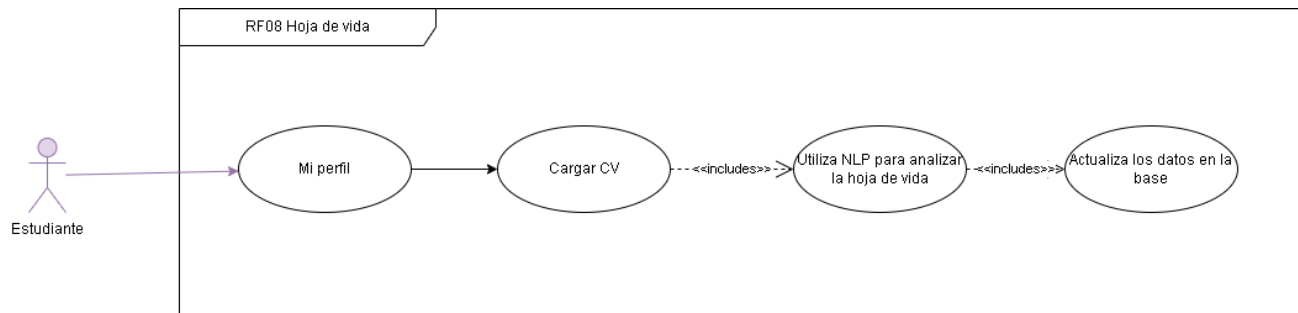 RF08 Hoja de vida
Estudiante
Mi perfil
Cargar CV
<<includes>>
Utiliza NLP para analizar
la hoja de vida
<<includes>>
Actualiza los datos en la
base